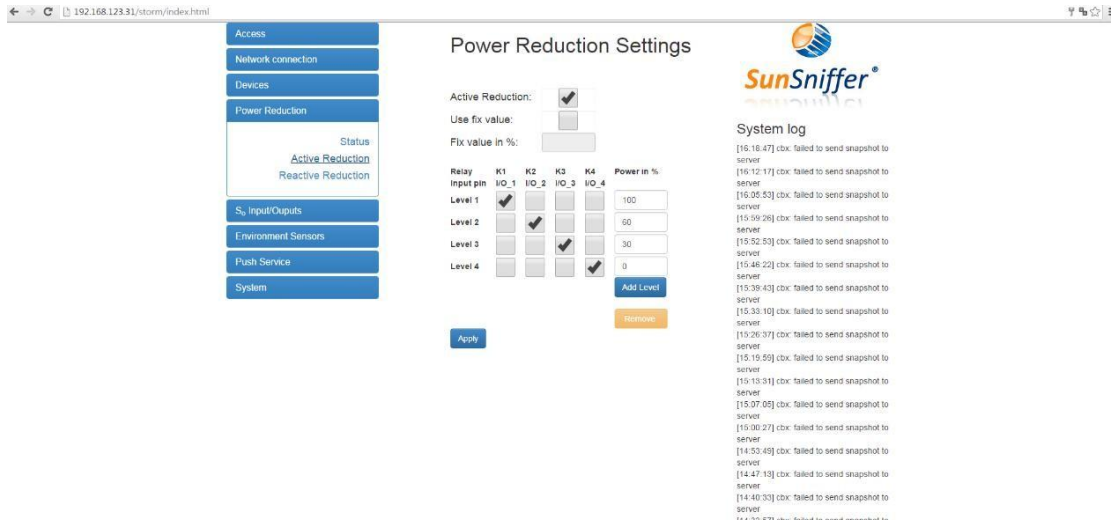 192.168.123.31/storm/index.html
Access
Network connection
Devices
Power Reduction
Status
Active Reduction
Reactive Reduction
S₀ Input/Ouputs
Environment Sensors
Push Service
System
Power Reduction Settings
Active Reduction:
Use fix value:
Fix value in %:
Relay K1 K2 K3 K4 Power in %
Input pin I/O_1 I/O_2 I/O_3 I/O_4
Level 1 100
Level 2 60
Level 3 30
Level 4 0
Add Level
Remove
Apply
SunSniffer®
System log
[16:18:47] cbx: failed to send snapshot to
server
[16:12:17] cbx: failed to send snapshot to
server
[16:05:53] cbx: failed to send snapshot to
server
[15:59:26] cbx: failed to send snapshot to
server
[15:52:53] cbx: failed to send snapshot to
server
[15:46:22] cbx: failed to send snapshot to
server
[15:39:43] cbx: failed to send snapshot to
server
[15:33:10] cbx: failed to send snapshot to
server
[15:26:37] cbx: failed to send snapshot to
server
[15:19:59] cbx: failed to send snapshot to
server
[15:13:31] cbx: failed to send snapshot to
server
[15:07:05] cbx: failed to send snapshot to
server
[15:00:27] cbx: failed to send snapshot to
server
[14:53:49] cbx: failed to send snapshot to
server
[14:47:13] cbx: failed to send snapshot to
server
[14:40:33] cbx: failed to send snapshot to
server
cbx: failed to send snapshot to